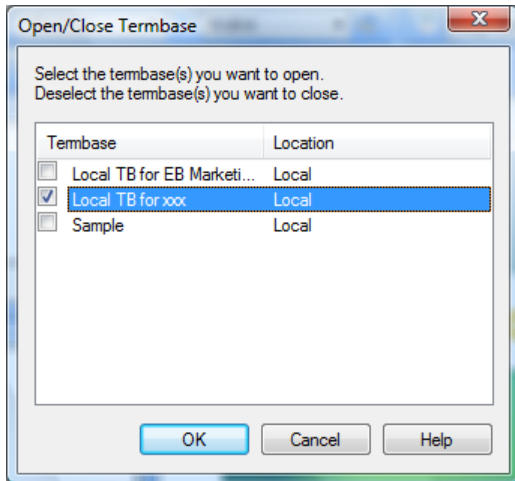 Open/Close Termbase
Select the termbase(s) you want to open.
Deselect the termbase(s) you want to close.
Termbase Location
Local TB for EB Marketi... Local
Local TB for xxx Local
Sample Local
OK Cancel Help